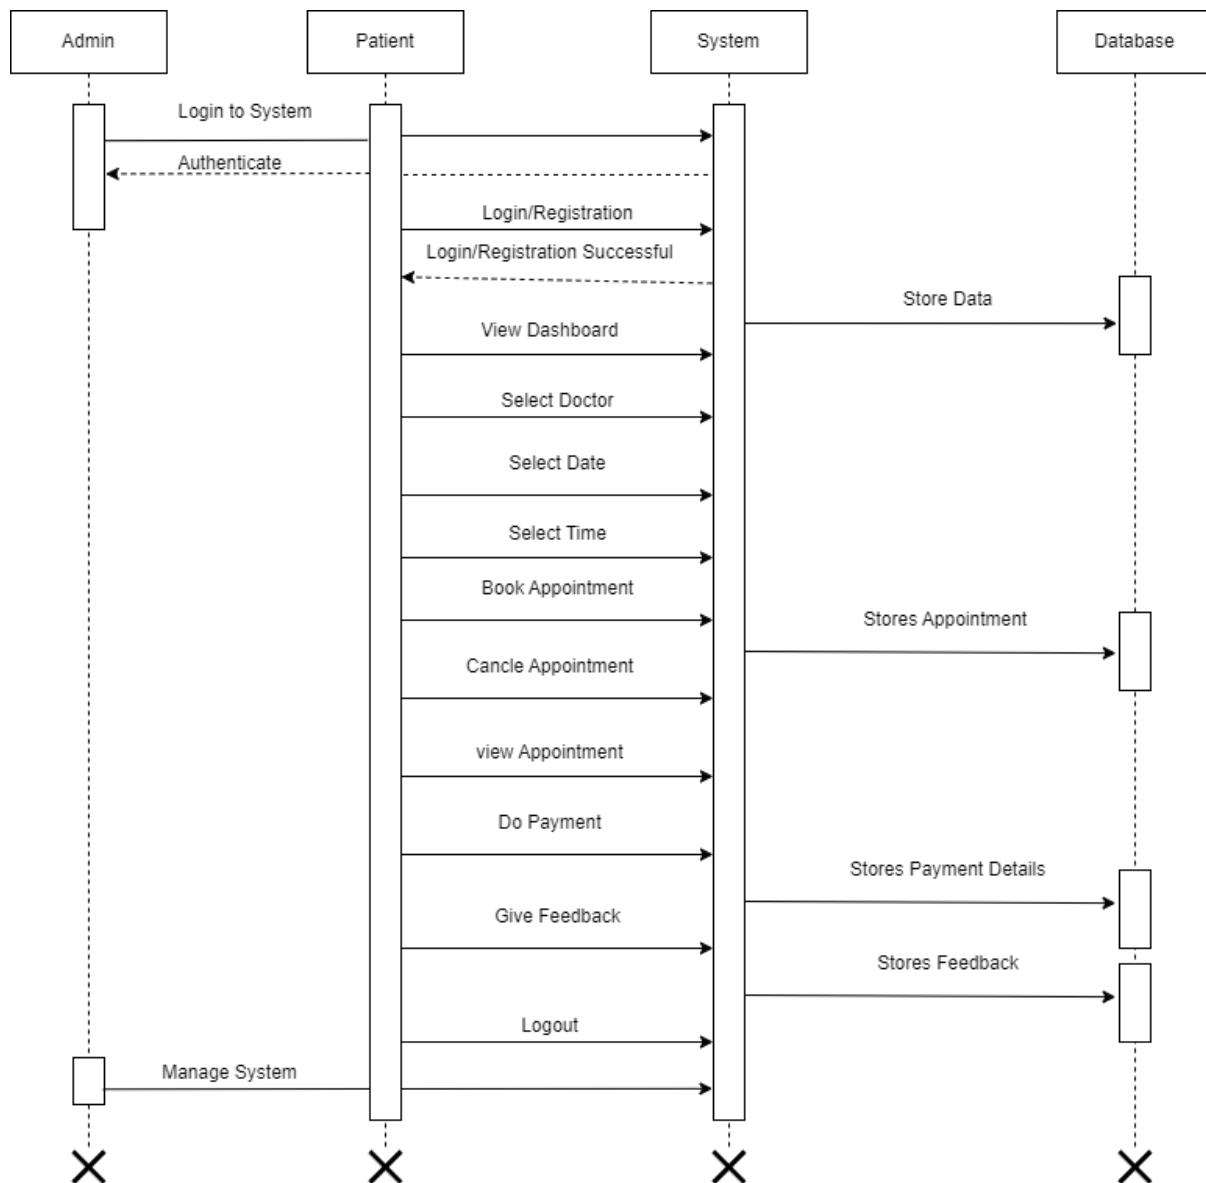 Admin
Patient
System
Database
Login to System
Authenticate
Login/Registration
Login/Registration Successful
Store Data
View Dashboard
Select Doctor
Select Date
Select Time
Book Appointment
Stores Appointment
Cancle Appointment
view Appointment
Do Payment
Stores Payment Details
Give Feedback
Stores Feedback
Logout
Manage System